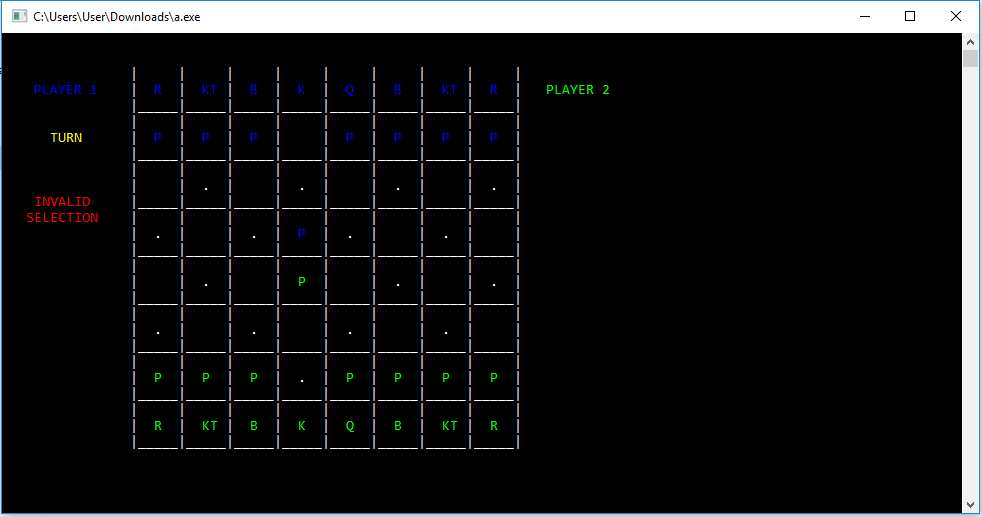 C:\Users\User\Downloads\a.exe
PLAYER 1 R KT B K Q B KT R PLAYER 2
TURN P P P P P P P
. . . .
INVALID
SELECTION
. . P . .
. P . .
. . . .
P P P . P P P P
R KT B K Q B KT R